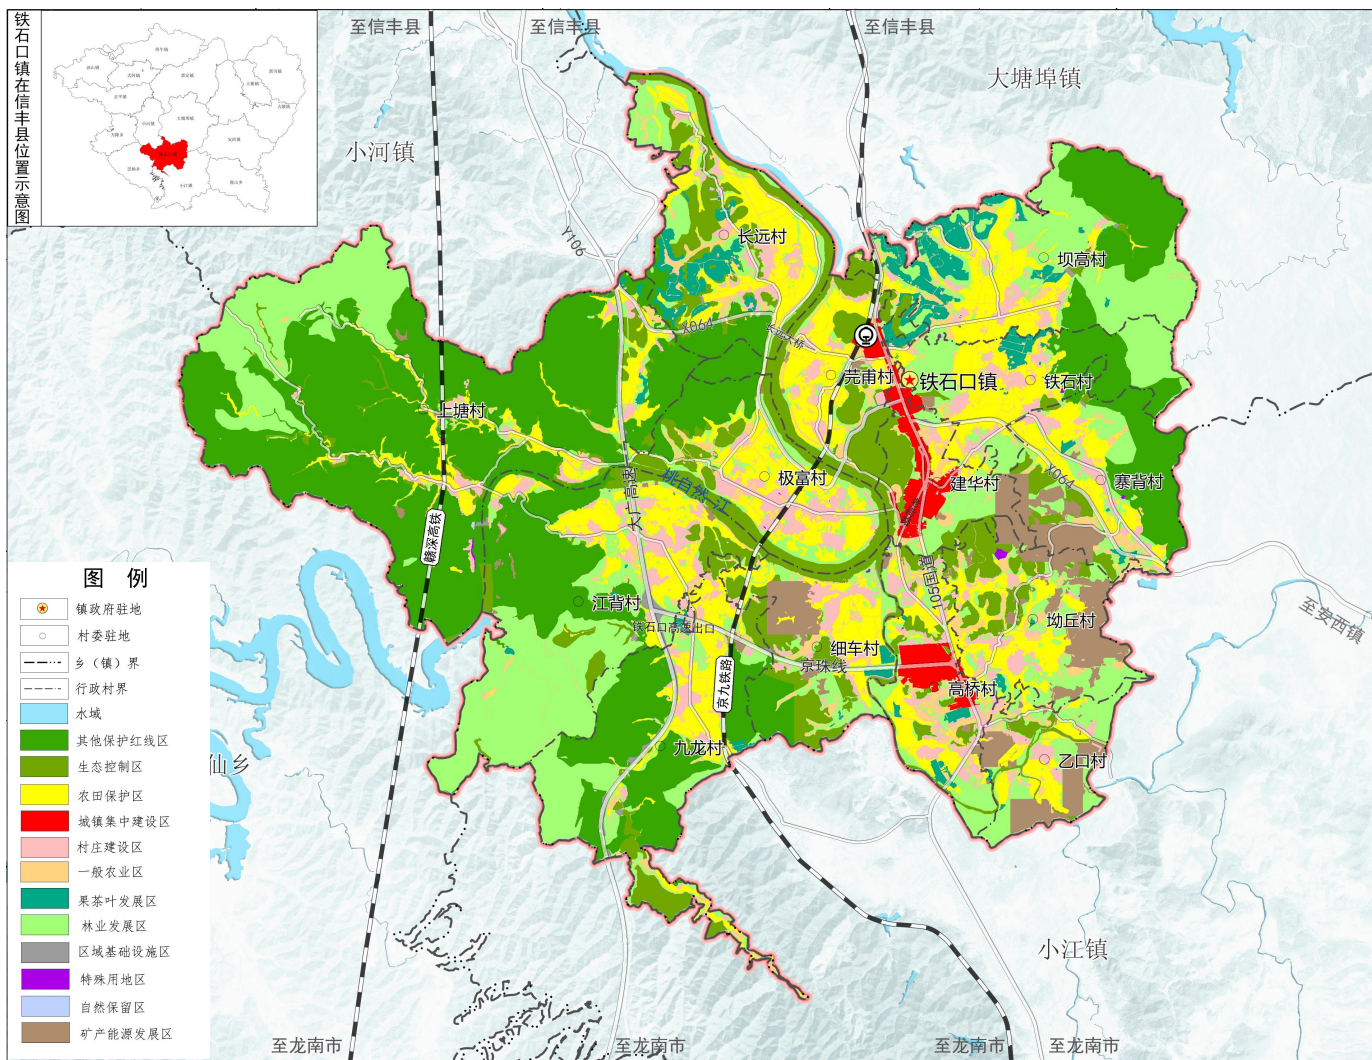 铁石口镇在信丰县位置示意图
至信丰县
至信丰县
至信丰县
大塘埠镇
小河镇
Y106
长远村
坝高村
X064
长远大桥
芫甫村
铁石口镇
铁石村
上塘村
极富村
建华村
X064
寨背村
大广高速
桃自然江
赣深高铁
105国道
江背村
铁石口高速出口
细车村
京珠线
坳丘村
至安西镇
高桥村
京九铁路
九龙村
乙口村
仙乡
小江镇
至龙南市
至龙南市
至龙南市
至龙南市
图 例
镇政府驻地
村委驻地
乡（镇）界
行政村界
水域
其他保护红线区
生态控制区
农田保护区
城镇集中建设区
村庄建设区
一般农业区
果茶叶发展区
林业发展区
区域基础设施区
特殊用地区
自然保留区
矿产能源发展区